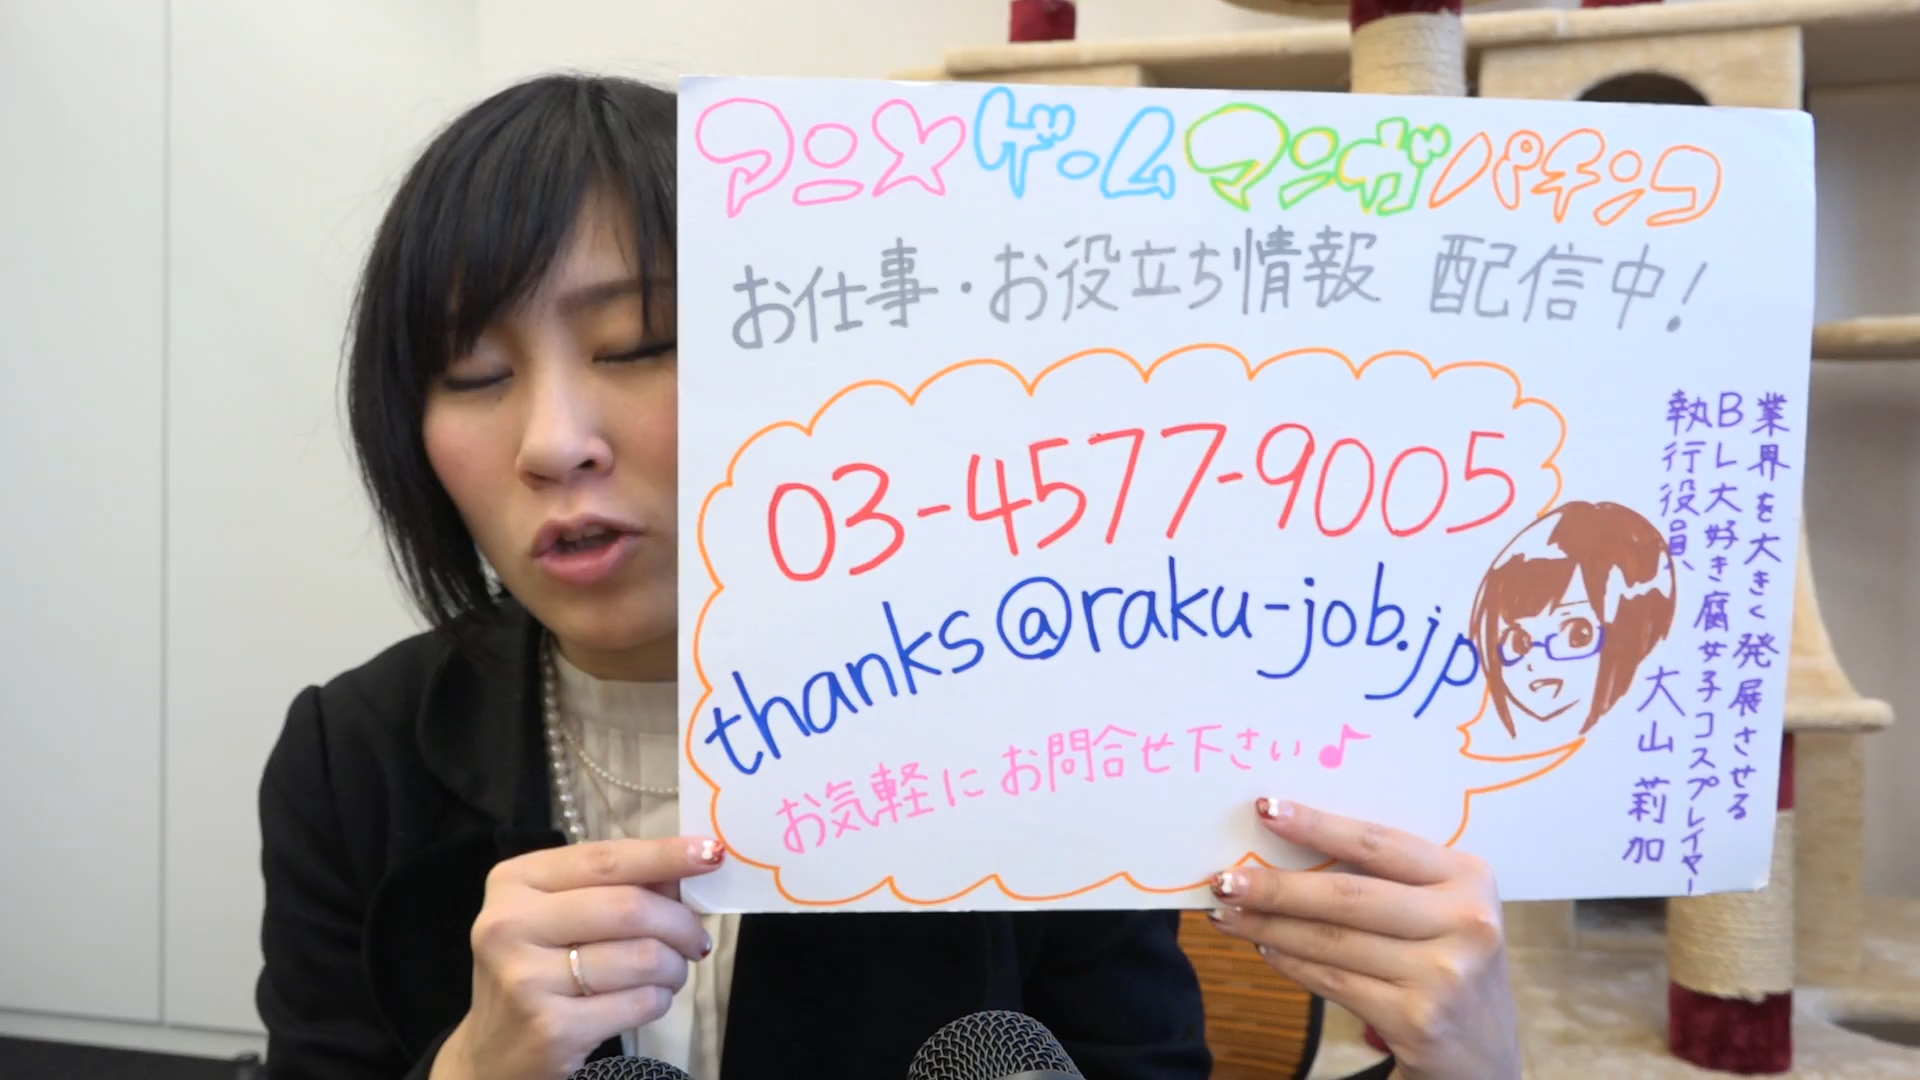 アニメ ゲーム マンガ パチンコ
お仕事・お役立ち情報 配信中!
03-4577-9005
thanks@raku-job.jp
お気軽にお問合せ下さい♪
業界を大きく発展させる
BL大好き腐女子コスプレイヤー
執行役員、大山 莉加